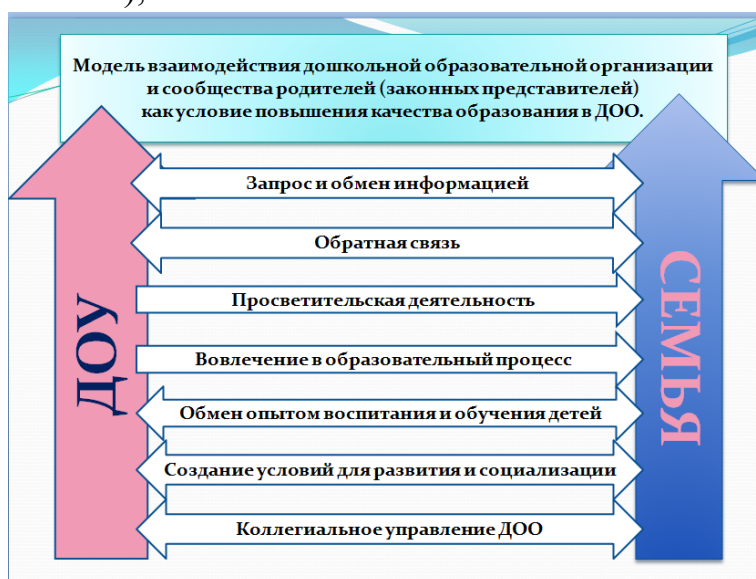 ),
Модель взаимодействия дошкольной образовательной организации
и сообщества родителей (законных представителей)
как условие повышения качества образования в ДОО.
Запрос и обмен информацией
Обратная связь
Просветительская деятельность
Вовлечение в образовательный процесс
Обмен опытом воспитания и обучения детей
Создание условий для развития и социализации
Коллегиальное управление ДОО
ДОУ
СЕМЬЯ